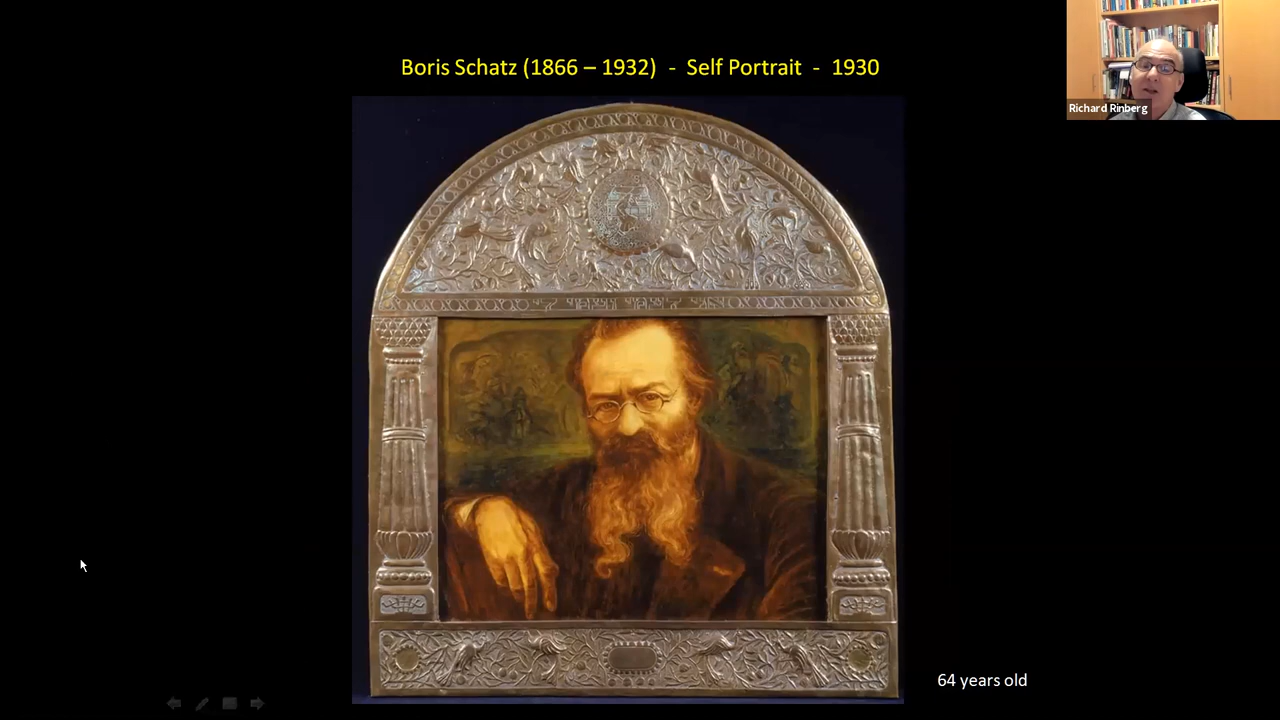 Boris Schatz (1866 – 1932) - Self Portrait - 1930
Richard Rinberg
64 years old